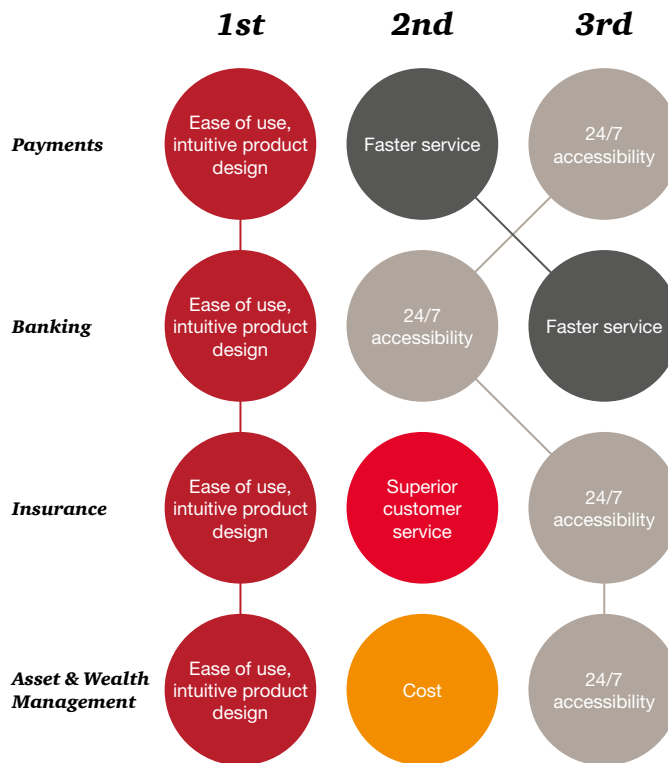 1st 2nd 3rd
Payments
Ease of use,
intuitive product
design
Faster service
24/7
accessibility
Banking
Ease of use,
intuitive product
design
24/7
accessibility
Faster service
Insurance
Ease of use,
intuitive product
design
Superior
customer
service
24/7
accessibility
Asset & Wealth
Management
Ease of use,
intuitive product
design
Cost
24/7
accessibility